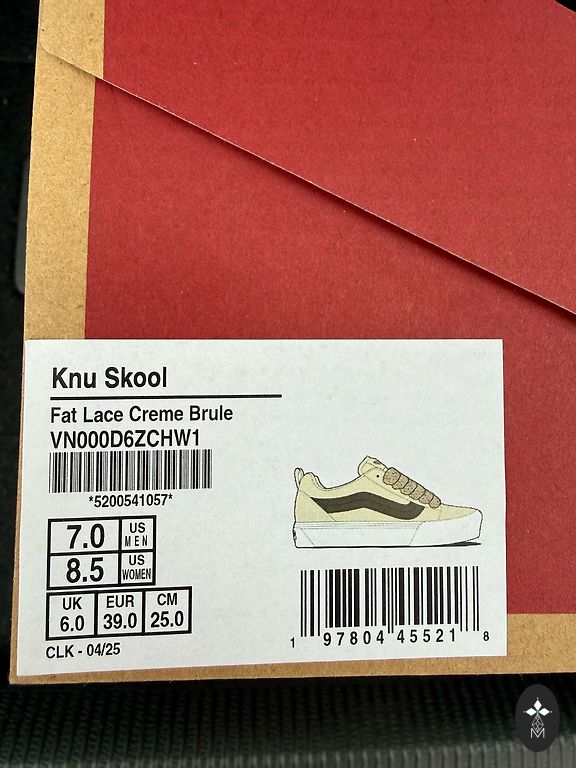 Knu Skool
Fat Lace Creme Brule
VN000D6ZCHW1
*5200541057*
7.0 US MEN
8.5 US WOMEN
UK EUR CM
6.0 39.0 25.0
CLK - 04/25
1 97804 45521 8
M